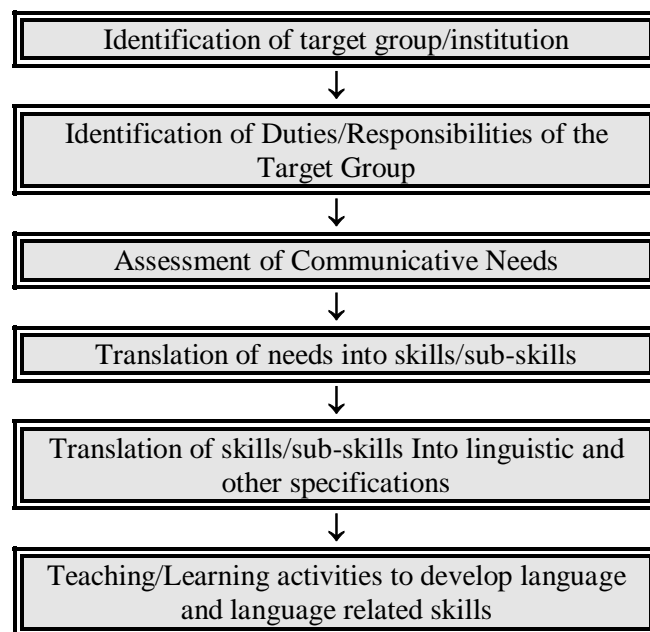 Identification of target group/institution
Identification of Duties/Responsibilities of the
Target Group
Assessment of Communicative Needs
Translation of needs into skills/sub-skills
Translation of skills/sub-skills Into linguistic and
other specifications
Teaching/Learning activities to develop language
and language related skills